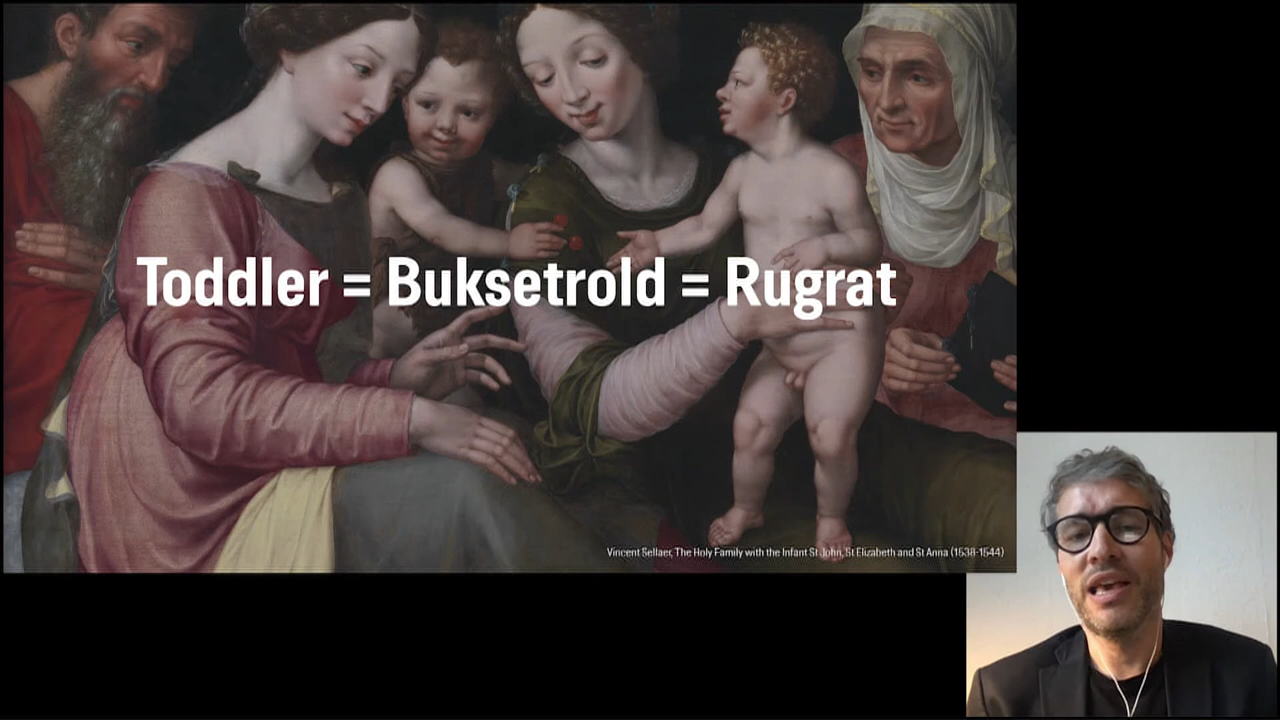 Toddler = Buksetrold = Rugrat
Vincent Sellaer, The Holy Family with the Infant St John, St Elizabeth and St Anna (1538-1544)